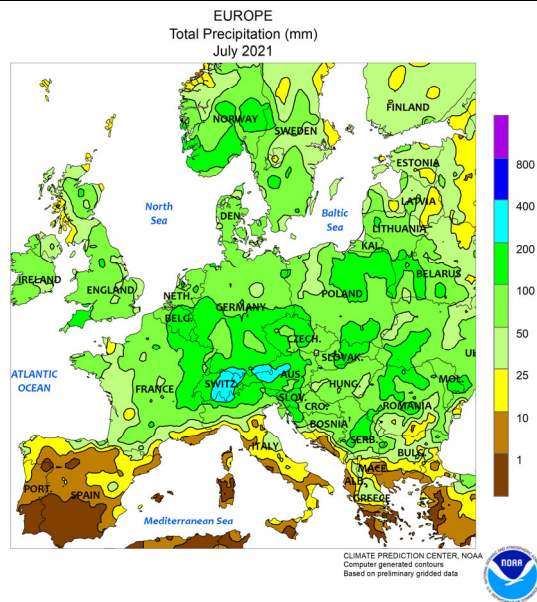 EUROPE
Total Precipitation (mm)
July 2021
FINLAND
NORWAY
SWEDEN
ESTONIA
North
Sea
DEN.
Baltic
Sea
LATVIA
LITHUANIA
KAL.
BELARUS
IRELAND
ENGLAND
NETH.
BELG.
GERMANY
POLAND
CZECH.
SLOVAK.
ATLANTIC
OCEAN
FRANCE
SWITZ.
AUS.
HUNG.
MOL.
SLOV.
CRO.
ROMANIA
BOSNIA
SERB.
BULG.
ITALY
MACE.
ALB.
GREECE
PORT.
SPAIN
Mediterranean Sea
800
400
200
100
50
25
10
1
CLIMATE PREDICTION CENTER, NOAA
Computer generated contours
Based on preliminary gridded data
NOAA